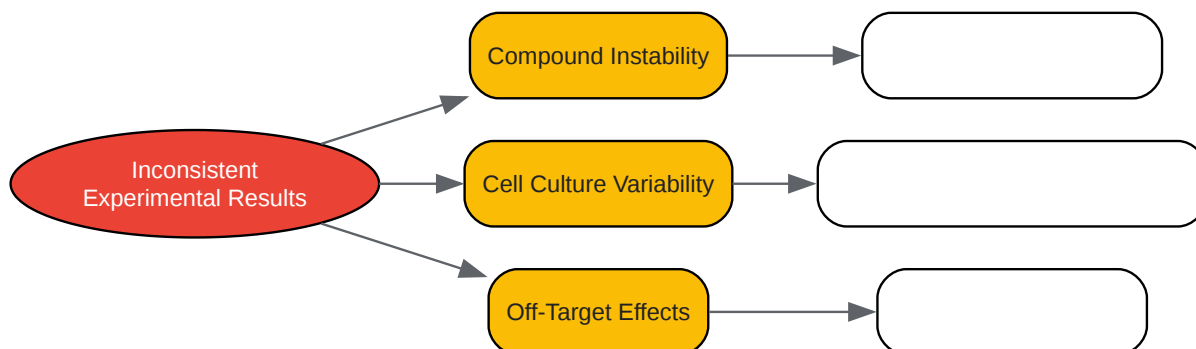 Compound Instability
Inconsistent
Experimental Results
Cell Culture Variability
Off-Target Effects